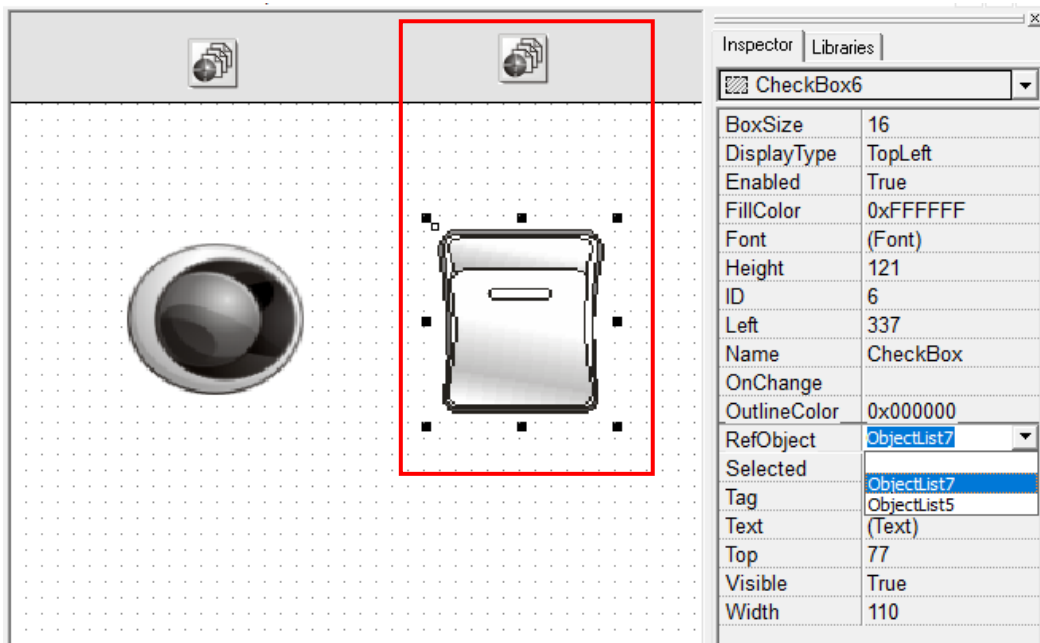 Inspector Libraries
CheckBox6
BoxSize 16
DisplayType TopLeft
Enabled True
FillColor 0xFFFFFF
Font (Font)
Height 121
ID 6
Left 337
Name CheckBox
OnChange
OutlineColor 0x000000
RefObject ObjectList7
Selected
ObjectList7
Tag
ObjectList5
Text (Text)
Top 77
Visible True
Width 110